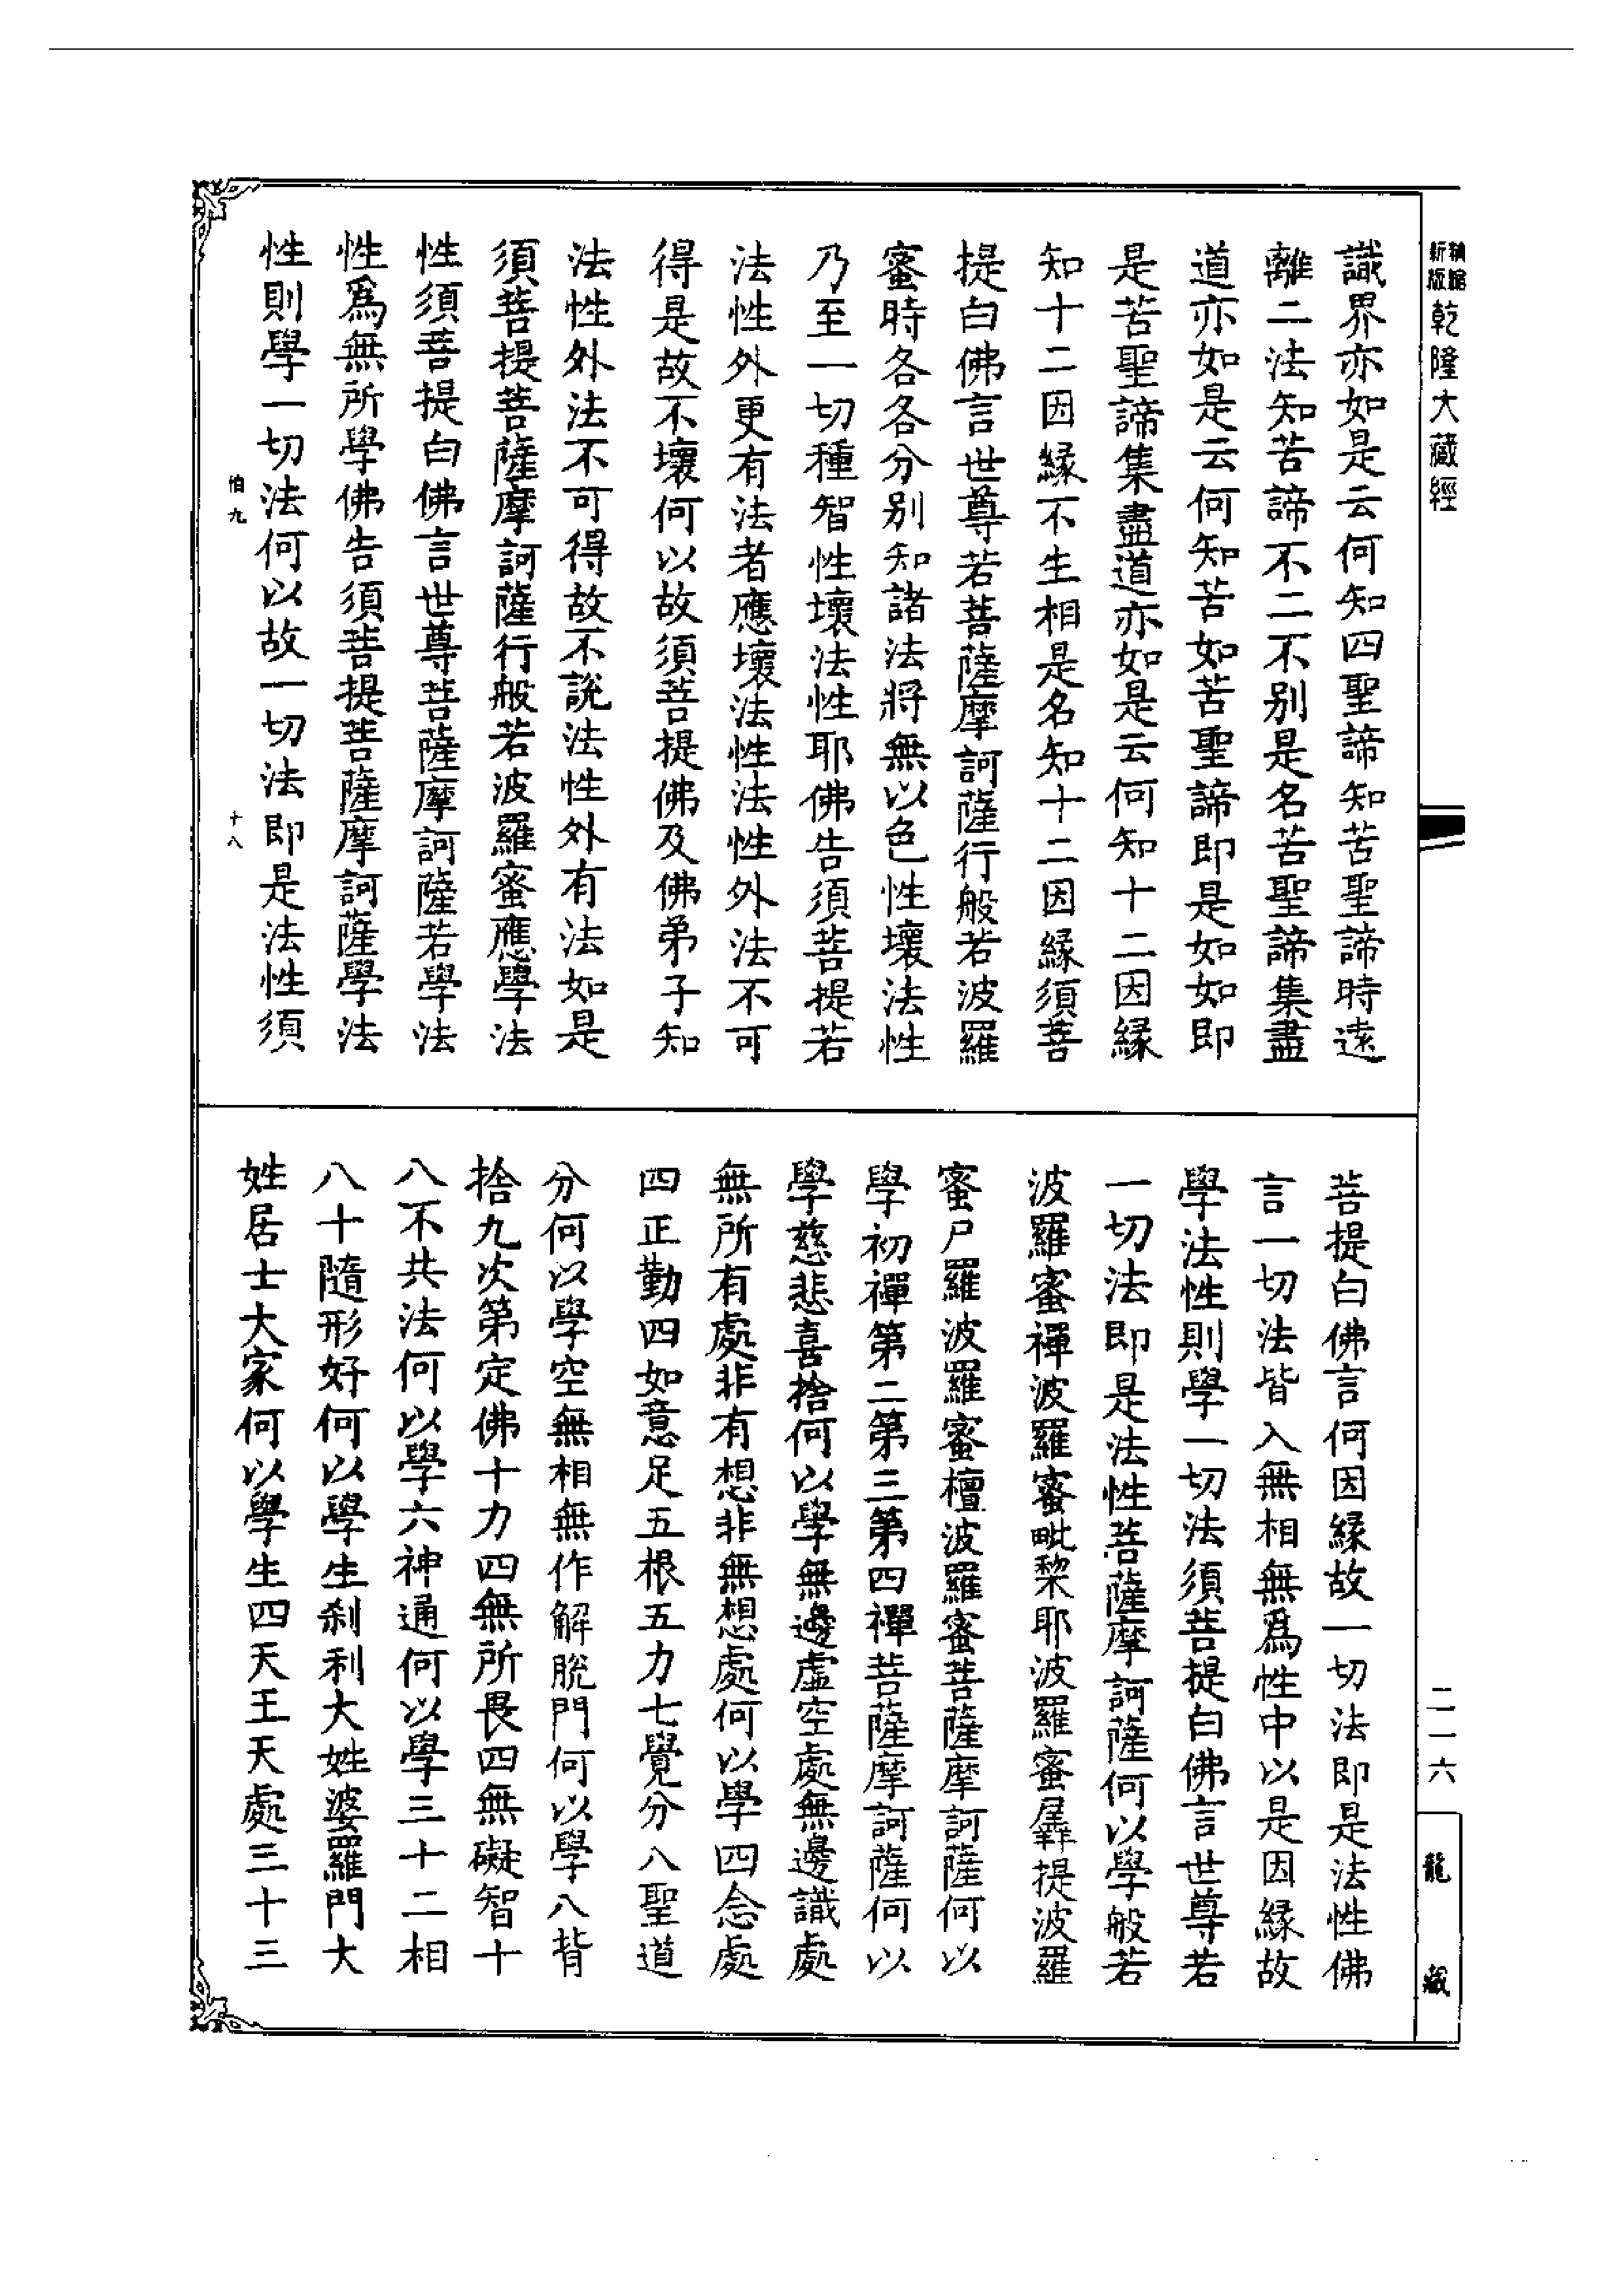 新版
乾隆大藏經
識界亦如是云何知四聖諦知苦聖諦時遠
離二法知苦諦不二不別是名苦聖諦集盡
道亦如是云何知苦如苦聖諦即是如如即
是苦聖諦集盡道亦如是云何知十二因緣
知十二因緣不生相是名知十二因緣須菩
提白佛言世尊若菩薩摩訶薩行般若波羅
蜜時各各分別知諸法將無以色性壞法性
乃至一切種智性壞法性耶佛告須菩提若
法性外更有法者應壞法性法性外法不可
得是故不壞何以故須菩提佛及佛弟子知
法性外法不可得故不說法性外有法如是
須菩提菩薩摩訶薩行般若波羅蜜應學法
性須菩提白佛言世尊菩薩摩訶薩若學法
性爲無所學佛告須菩提菩薩摩訶薩學法
性則學一切法何以故一切法即是法性須
伯九
十八
菩提白佛言何因緣故一切法即是法性佛
言一切法皆入無相無爲性中以是因緣故
學法性則學一切法須菩提白佛言世尊若
一切法即是法性菩薩摩訶薩何以學般若
波羅蜜禪波羅蜜毗棃耶波羅蜜羼提波羅
蜜尸羅波羅蜜檀波羅蜜菩薩摩訶薩何以
學初禪第二第三第四禪菩薩摩訶薩何以
學慈悲喜捨何以學無邊虛空處無邊識處
無所有處非有想非無想處何以學四念處
四正勤四如意足五根五力七覺分八聖道
分何以學空無相無作解脫門何以學八背
捨九次第定佛十力四無所畏四無礙智十
八不共法何以學六神通何以學三十二相
八十隨形好何以學生刹利大姓婆羅門大
姓居士大家何以學生四天王天處三十三
二一六
龍藏